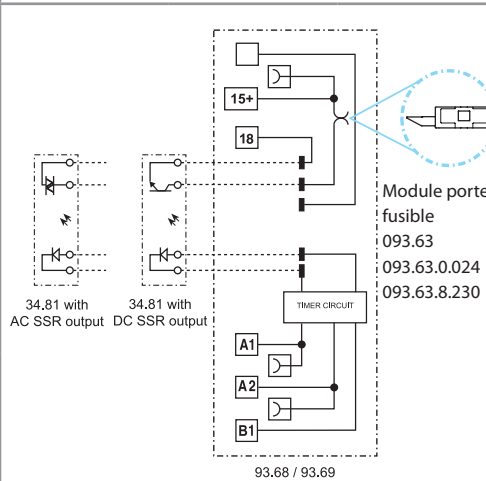 15+
18
Module porte
fusible
093.63
093.63.0.024
093.63.8.230
34.81 with
AC SSR output
34.81 with
DC SSR output
TIMER CIRCUIT
A1
A2
B1
93.68 / 93.69